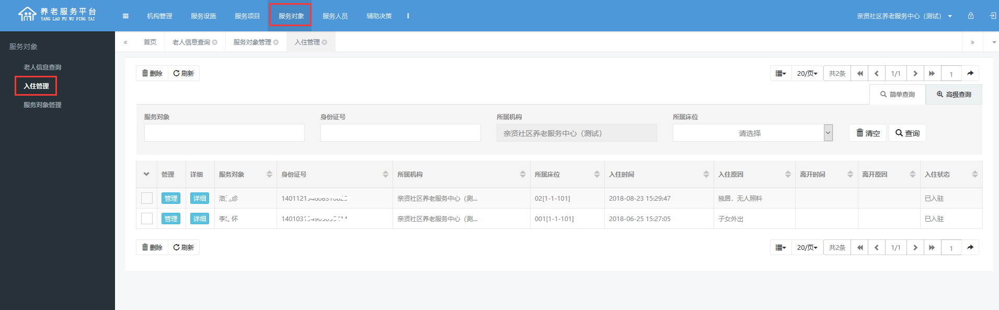 养老服务平台
YANG LAO FU WU PING TAI
机构管理
服务设施
服务项目
服务对象
服务人员
辅助决策
亲贤社区养老服务中心（测试）
服务对象
老人信息查询
入住管理
服务对象管理
«
首页
老人信息查询
服务对象管理
入住管理
»
删除
刷新
20/页
共2条
1/1
1
简单查询
高级查询
服务对象
身份证号
所属机构
所属床位
亲贤社区养老服务中心（测试）
请选择
清空
查询
管理 详细 服务对象 身份证号 所属机构 所属床位 入住时间 入住原因 离开时间 离开原因 入住状态
管理 详细 亲贤社区养老服务中心（测... 02[1-1-101] 2018-08-23 15:29:47 独居，无人照料 已入驻
管理 详细 亲贤社区养老服务中心（测... 001[1-1-101] 2018-06-25 15:27:05 子女外出 已入驻
删除
刷新
20/页
共2条
1/1
1